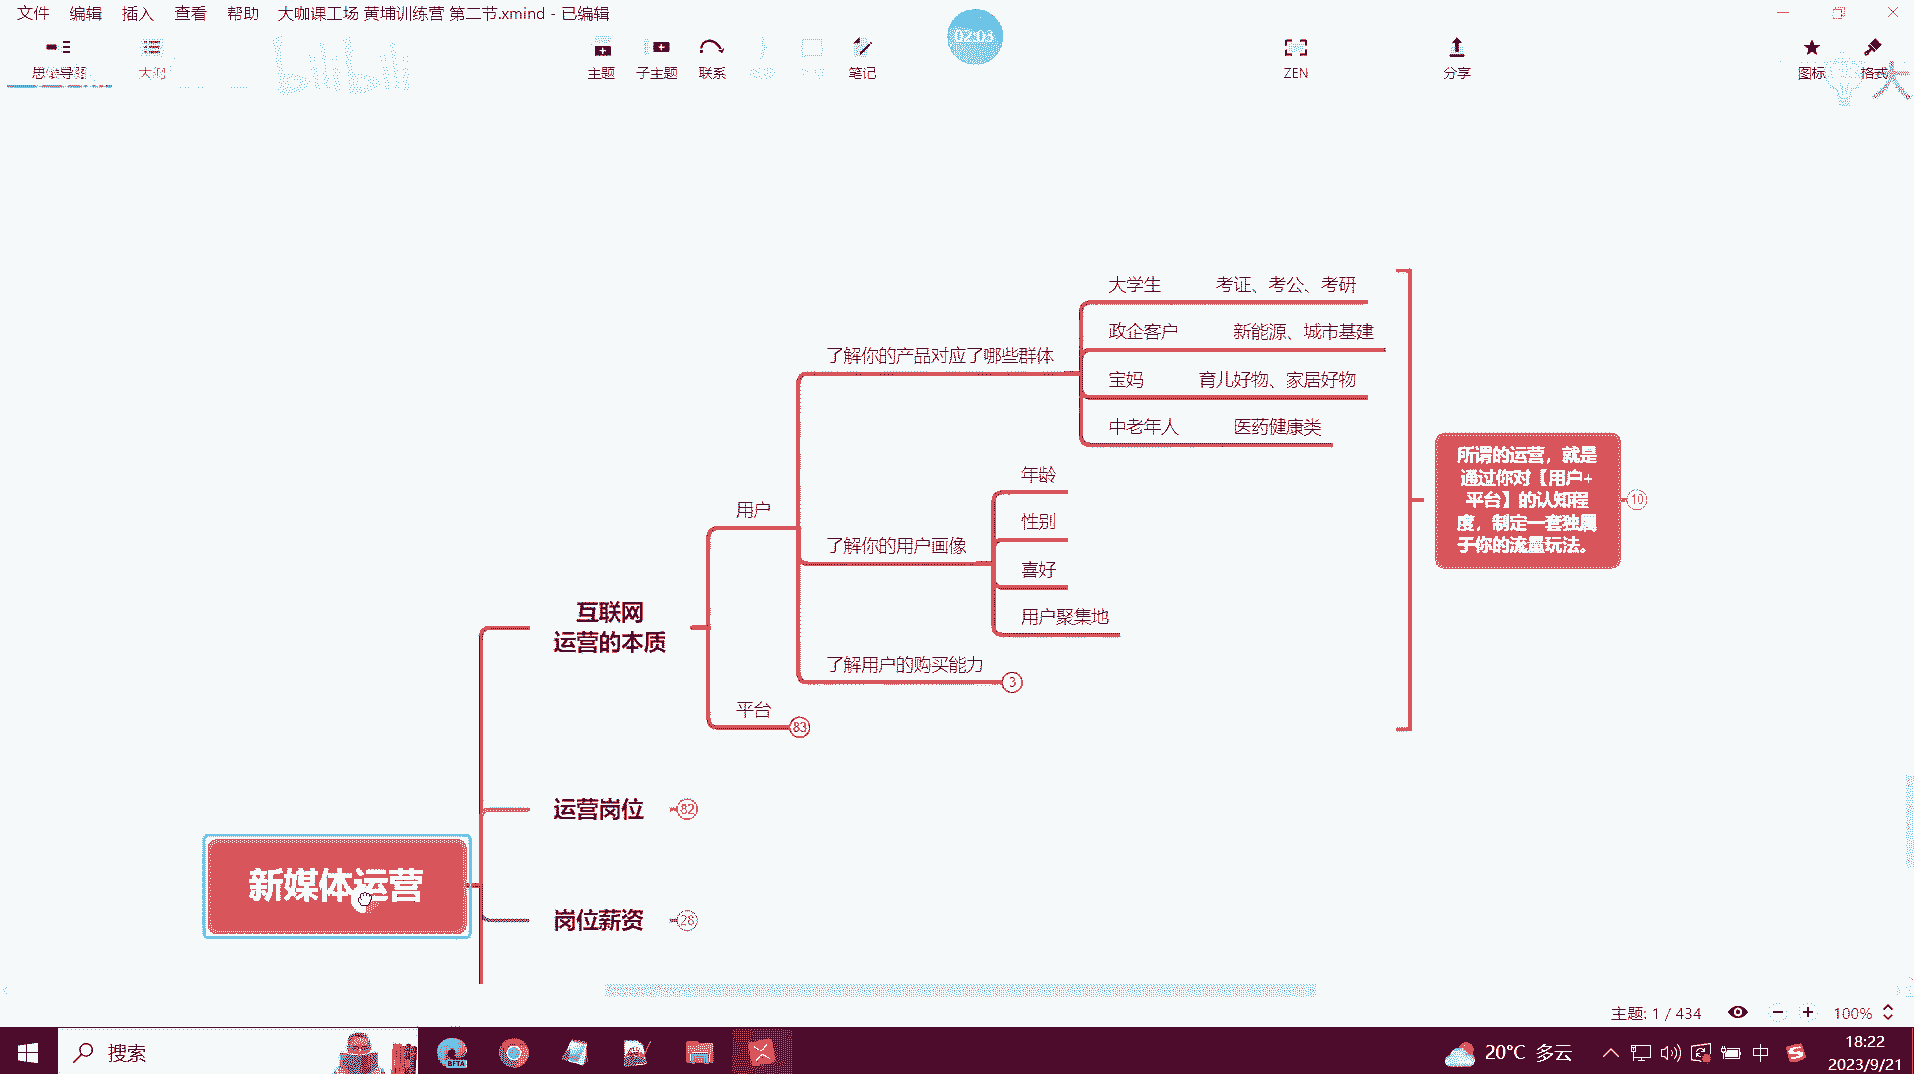 文件 编辑 插入 查看 帮助 大咖课工场 黄埔训练营 第二节.xmind - 已编辑
02:03
思维导图 大纲 bilibili 主题 子主题 联系 笔记 ZEN 分享 图标 格式
大
大学生 考证、考公、考研
政企客户 新能源、城市基建
了解你的产品对应了哪些群体
宝妈 育儿好物、家居好物
中老年人 医药健康类
所谓的运营，就是
通过你对【用户+
平台】的认知程
度，制定一套独属
于你的流量玩法。
10
年龄
用户
性别
了解你的用户画像
喜好
用户聚集地
互联网
运营的本质
了解用户的购买能力 3
平台 83
运营岗位 82
新媒体运营
岗位薪资 28
主题: 1 / 434 100%
搜索
BETA
20°C 多云
中
18:22
2023/9/21